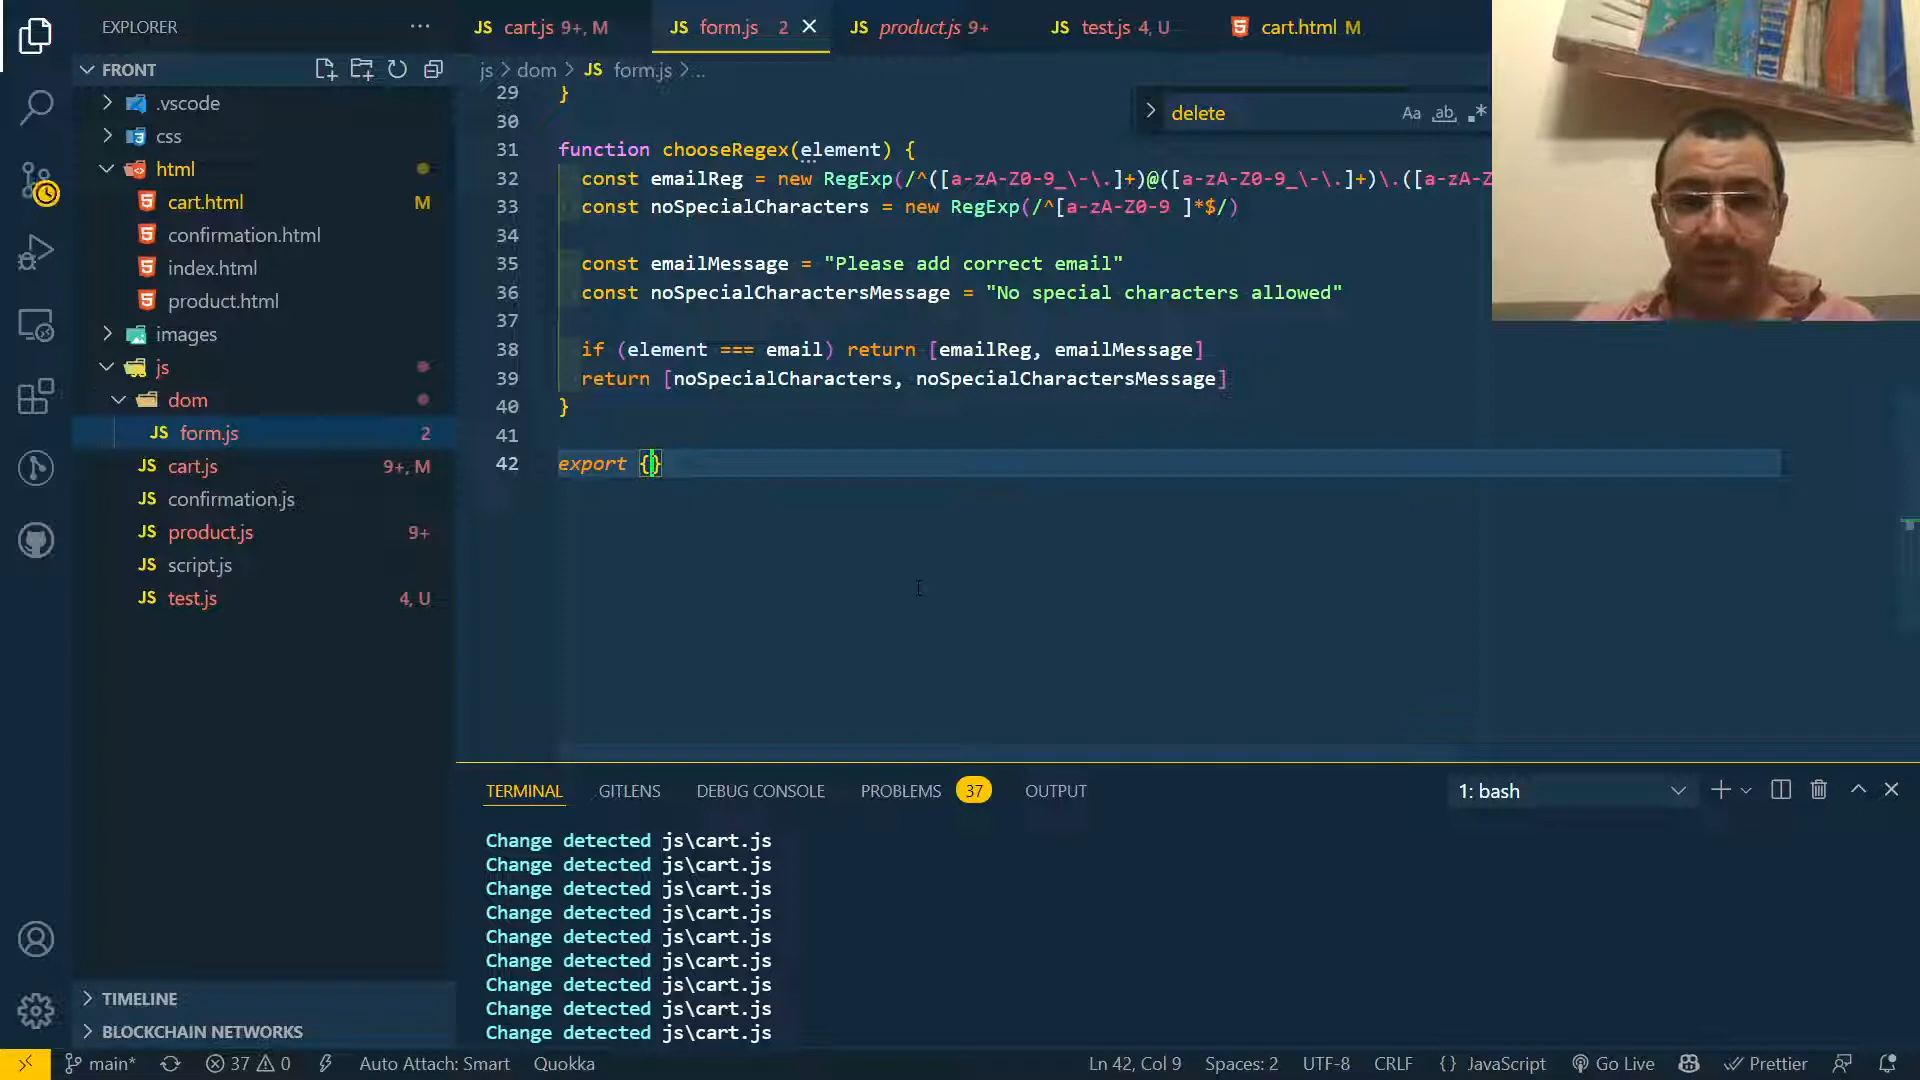 EXPLORER
FRONT
.vscode
css
html
cart.html M
confirmation.html
index.html
product.html
images
js
dom
JS form.js 2
JS cart.js 9+, M
JS confirmation.js
JS product.js 9+
JS script.js
JS test.js 4, U
TIMELINE
BLOCKCHAIN NETWORKS
JS cart.js 9+, M
JS form.js 2
JS product.js 9+
JS test.js 4, U
cart.html M
js > dom > JS form.js > ...
delete
Aa ab .*
29 }
30
31 function chooseRegex(element) {
32 const emailReg = new RegExp(/^([a-zA-Z0-9_\-\.]+)@([a-zA-Z0-9_\-\.]+)\.([a-zA-Z
33 const noSpecialCharacters = new RegExp(/^[a-zA-Z0-9 ]*$/)
34
35 const emailMessage = "Please add correct email"
36 const noSpecialCharactersMessage = "No special characters allowed"
37
38 if (element === email) return [emailReg, emailMessage]
39 return [noSpecialCharacters, noSpecialCharactersMessage]
40 }
41
42 export {}
TERMINAL GITLENS DEBUG CONSOLE PROBLEMS 37 OUTPUT
1: bash
Change detected js\cart.js
Change detected js\cart.js
Change detected js\cart.js
Change detected js\cart.js
Change detected js\cart.js
Change detected js\cart.js
Change detected js\cart.js
Change detected js\cart.js
Change detected js\cart.js
main* 37 0 Auto Attach: Smart Quokka Ln 42, Col 9 Spaces: 2 UTF-8 CRLF {} JavaScript Go Live Prettier